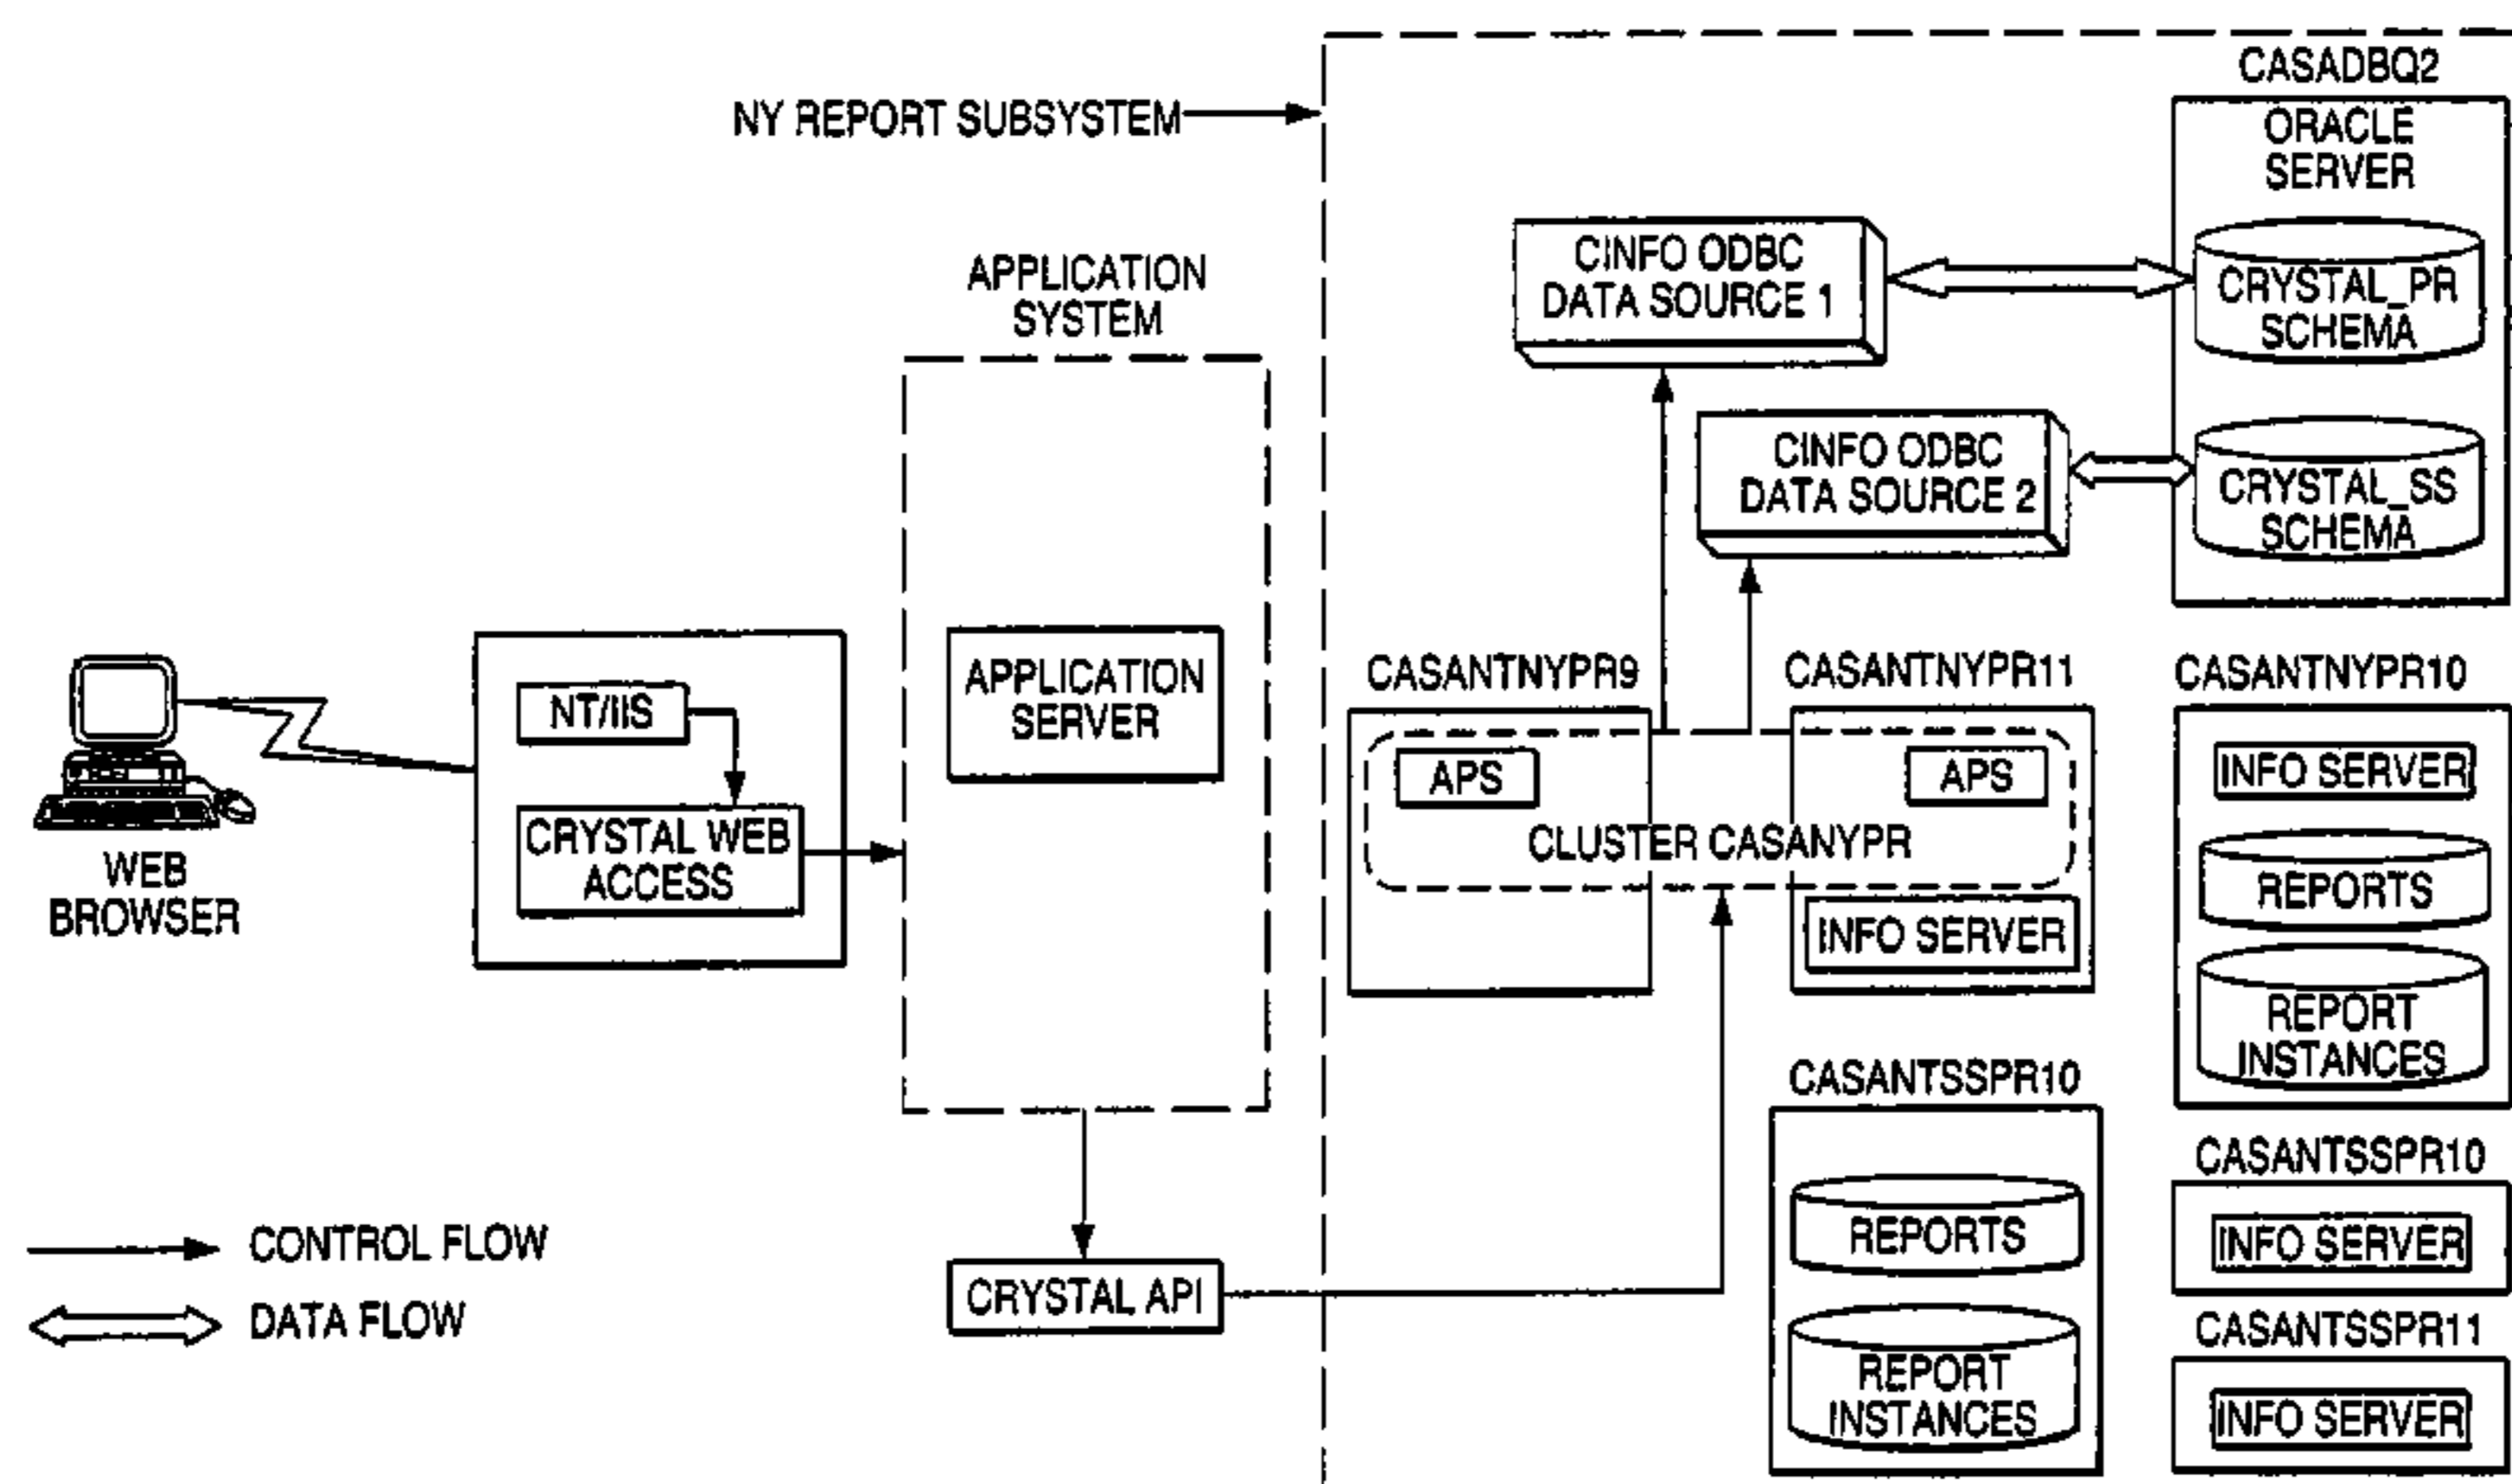 NY REPORT SUBSYSTEM
CASADBQ2
ORACLE
SERVER
CRYSTAL_PR
SCHEMA
CRYSTAL_SS
SCHEMA
CINFO ODBC
DATA SOURCE 1
CINFO ODBC
DATA SOURCE 2
APPLICATION
SYSTEM
APPLICATION
SERVER
NT/IIS
CRYSTAL WEB
ACCESS
WEB
BROWSER
CASANTNYPR9
APS
CASANTNYPR11
APS
CLUSTER CASANYPR
INFO SERVER
CASANTNYPR10
INFO SERVER
REPORTS
REPORT
INSTANCES
CASANTSSPR10
REPORTS
REPORT
INSTANCES
CASANTSSPR10
INFO SERVER
CASANTSSPR11
INFO SERVER
CRYSTAL API
CONTROL FLOW
DATA FLOW